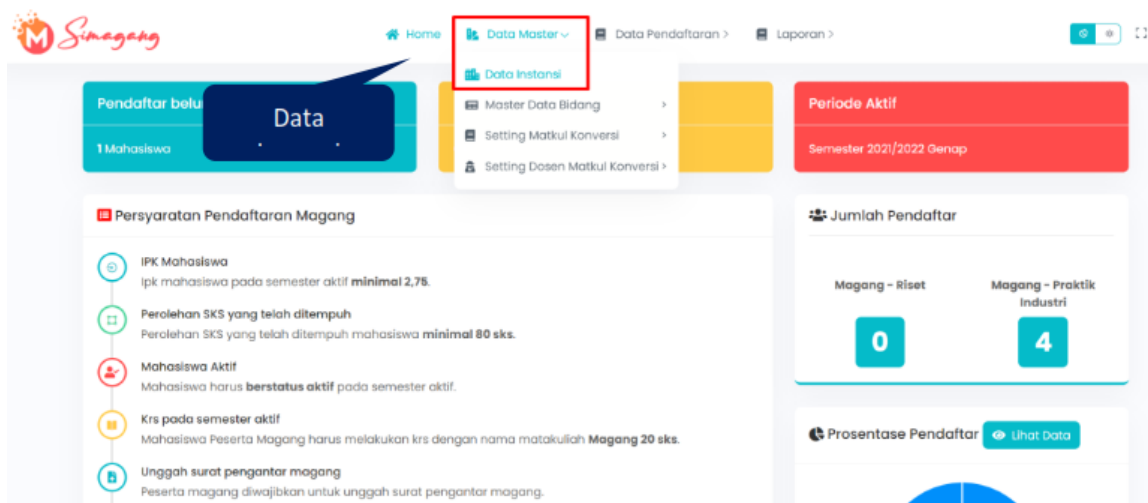 Simagang
Home
Data Master
Data Pendaftaran >
Laporan >
Data Instansi
Master Data Bidang >
Setting Matkul Konversi >
Setting Dosen Matkul Konversi >
Pendaftar
1 Mahasiswa
Data
Periode Aktif
Semester 2021/2022 Genap
Persyaratan Pendaftaran Magang
IPK Mahasiswa
Ipk mahasiswa pada semester aktif minimal 2,75.
Perolehan SKS yang telah ditempuh
Perolehan SKS yang telah ditempuh mahasiswa minimal 80 sks.
Mahasiswa Aktif
Mahasiswa harus berstatus aktif pada semester aktif.
Krs pada semester aktif
Mahasiswa Peserta Magang harus melakukan krs dengan nama matakuliah Magang 20 sks.
Unggah surat pengantar magang
Peserta magang diwajibkan untuk unggah surat pengantar magang.
Jumlah Pendaftar
Magang - Riset
0
Magang - Praktik
Industri
4
Prosentase Pendaftar
Lihat Data